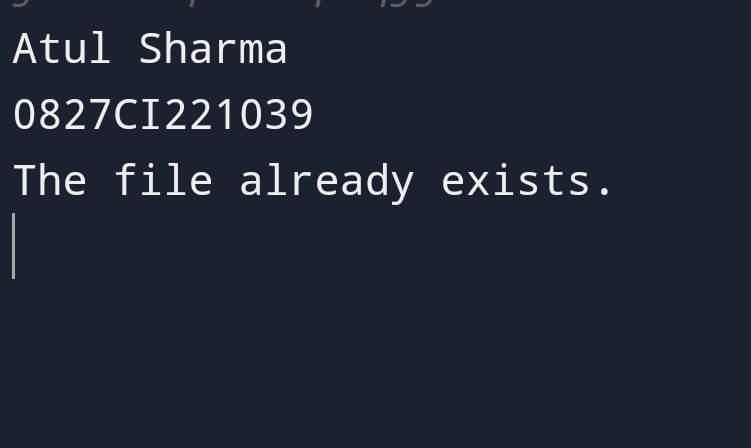 Atul Sharma
0827CI221039
The file already exists.